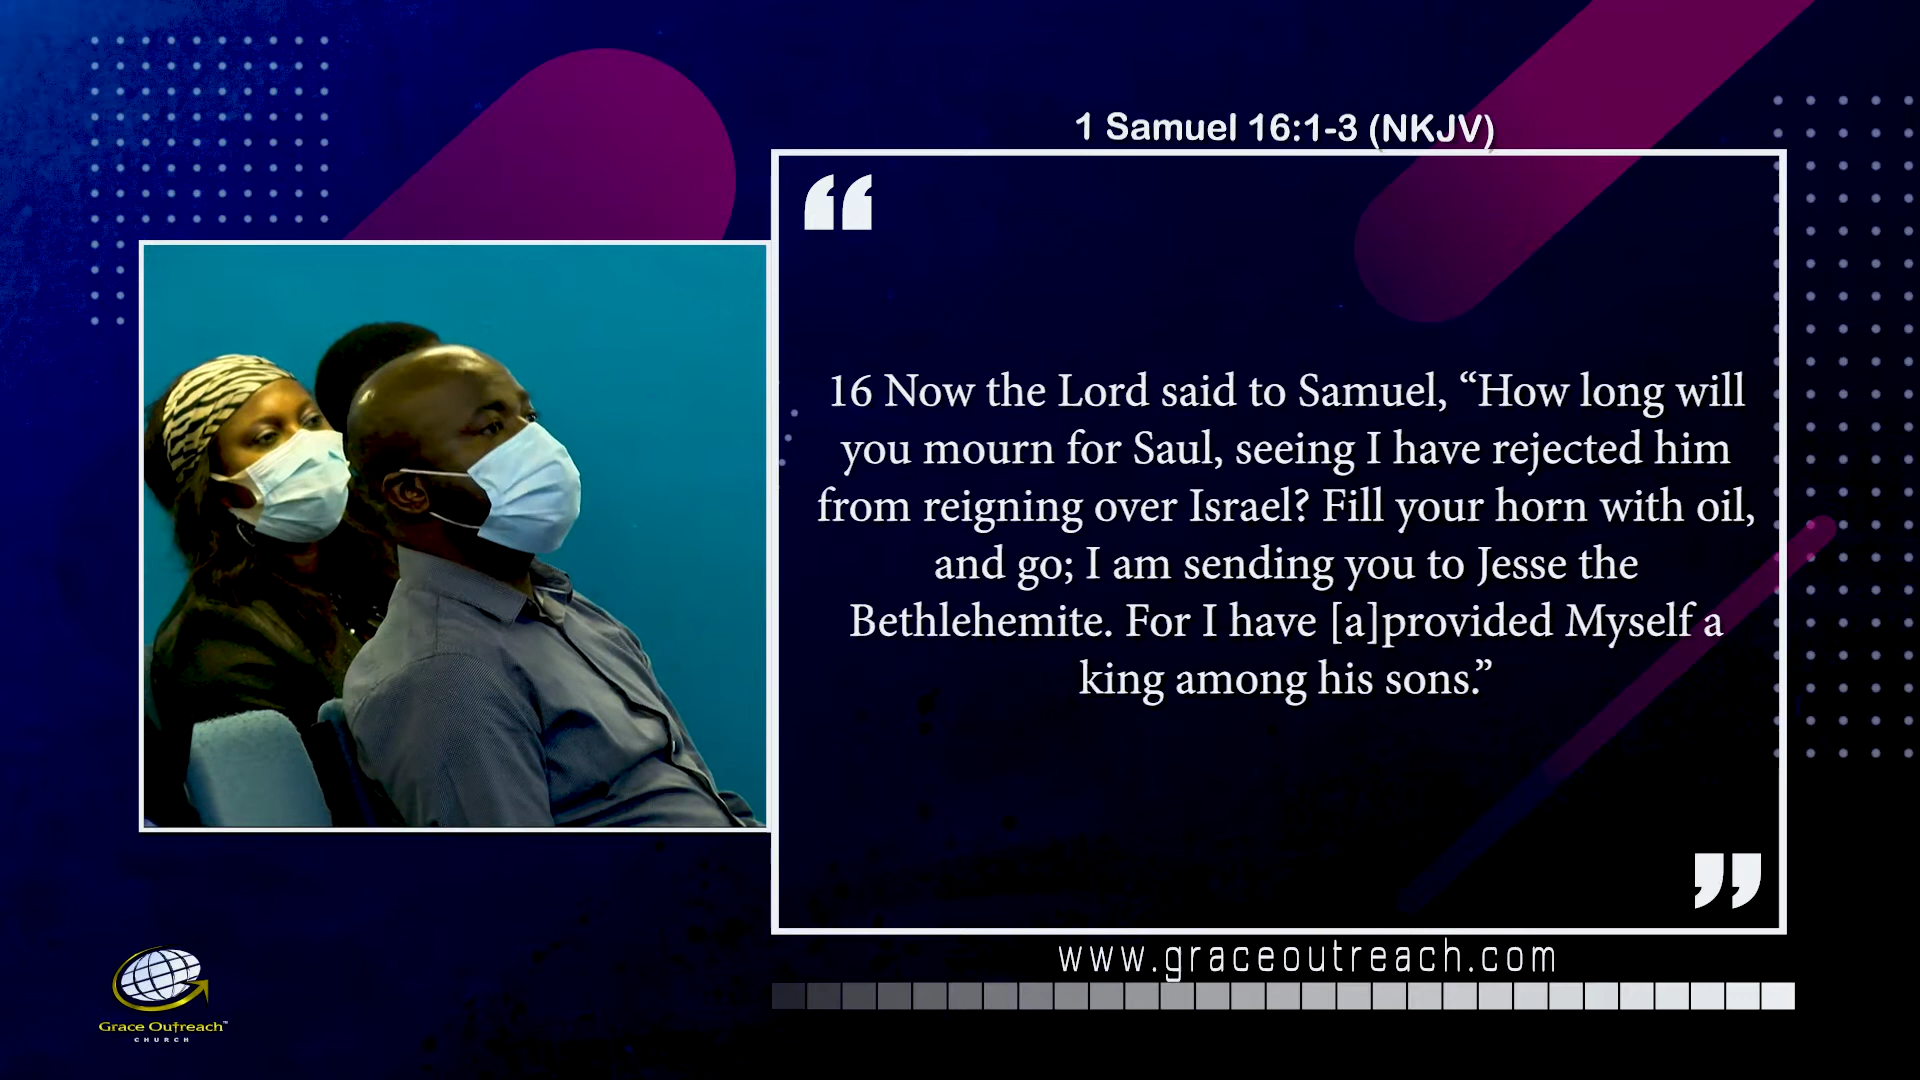 1 Samuel 16:1-3 (NKJV)
“
16 Now the Lord said to Samuel, “How long will
you mourn for Saul, seeing I have rejected him
from reigning over Israel? Fill your horn with oil,
and go; I am sending you to Jesse the
Bethlehemite. For I have [a]provided Myself a
king among his sons.”
”
www.graceoutreach.com
Grace Outreach™
CHURCH